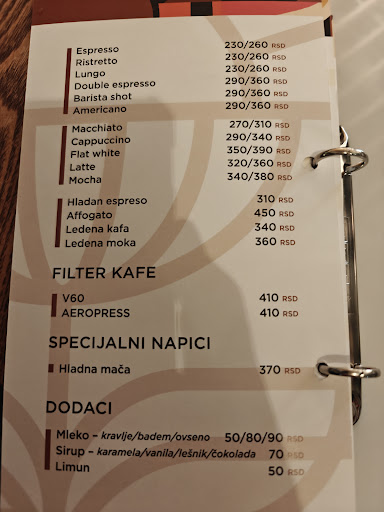 Espresso 230/260 RSD
Ristretto 230/260 RSD
Lungo 230/260 RSD
Double espresso 290/360 RSD
Barista shot 290/360 RSD
Americano 290/360 RSD
Macchiato 270/310 RSD
Cappuccino 290/340 RSD
Flat white 350/390 RSD
Latte 320/360 RSD
Mocha 340/380 RSD
Hladan espreso 310 RSD
Affogato 450 RSD
Ledena kafa 340 RSD
Ledena moka 360 RSD
FILTER KAFE
V60 410 RSD
AEROPRESS 410 RSD
SPECIJALNI NAPICI
Hladna mača 370 RSD
DODACI
Mleko – kravlje/badem/ovseno 50/80/90 RSD
Sirup – karamela/vanila/lešnik/čokolada 70 RSD
Limun 50 RSD